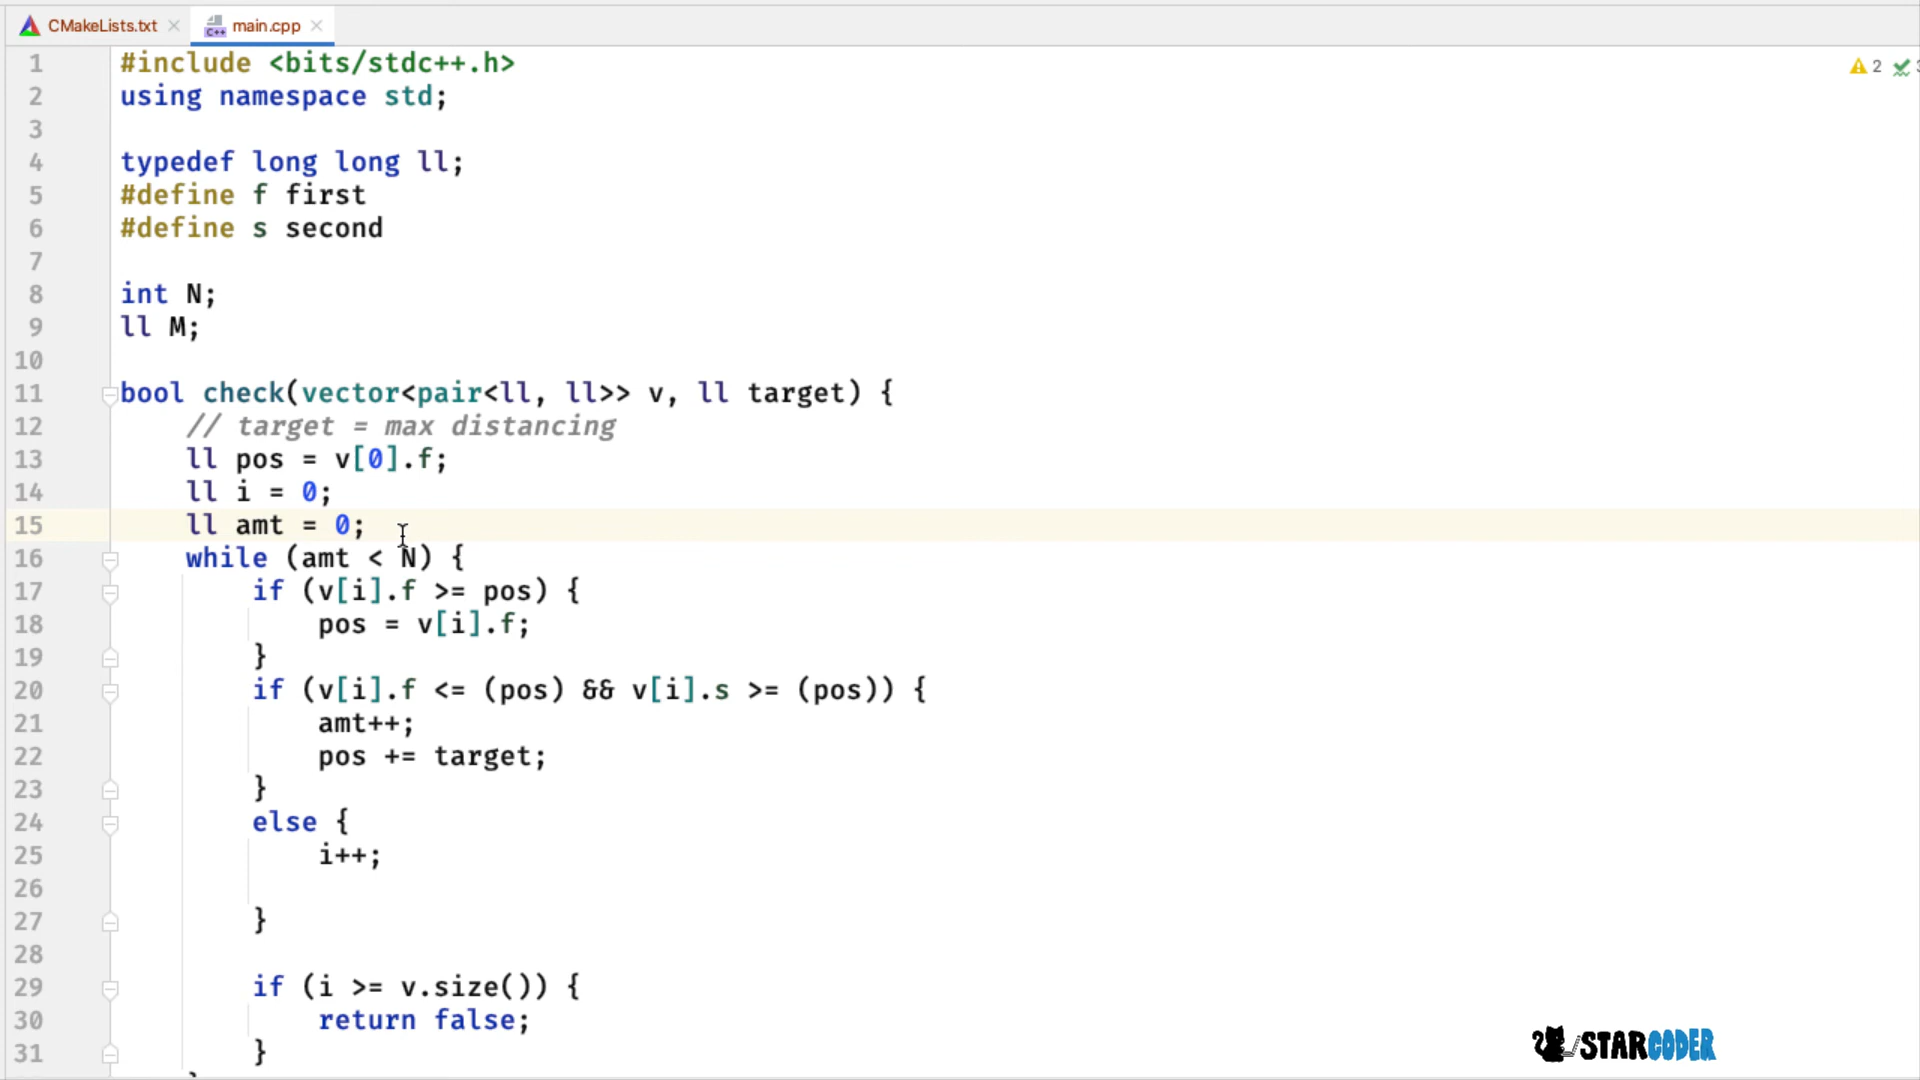 CMakeLists.txt main.cpp
1 #include <bits/stdc++.h> 2
2 using namespace std;
3
4 typedef long long ll;
5 #define f first
6 #define s second
7
8 int N;
9 ll M;
10
11 bool check(vector<pair<ll, ll>> v, ll target) {
12 // target = max distancing
13 ll pos = v[0].f;
14 ll i = 0;
15 ll amt = 0;
16 while (amt < N) {
17 if (v[i].f >= pos) {
18 pos = v[i].f;
19 }
20 if (v[i].f <= (pos) && v[i].s >= (pos)) {
21 amt++;
22 pos += target;
23 }
24 else {
25 i++;
26
27 }
28
29 if (i >= v.size()) {
30 return false;
31 }
STARCODER